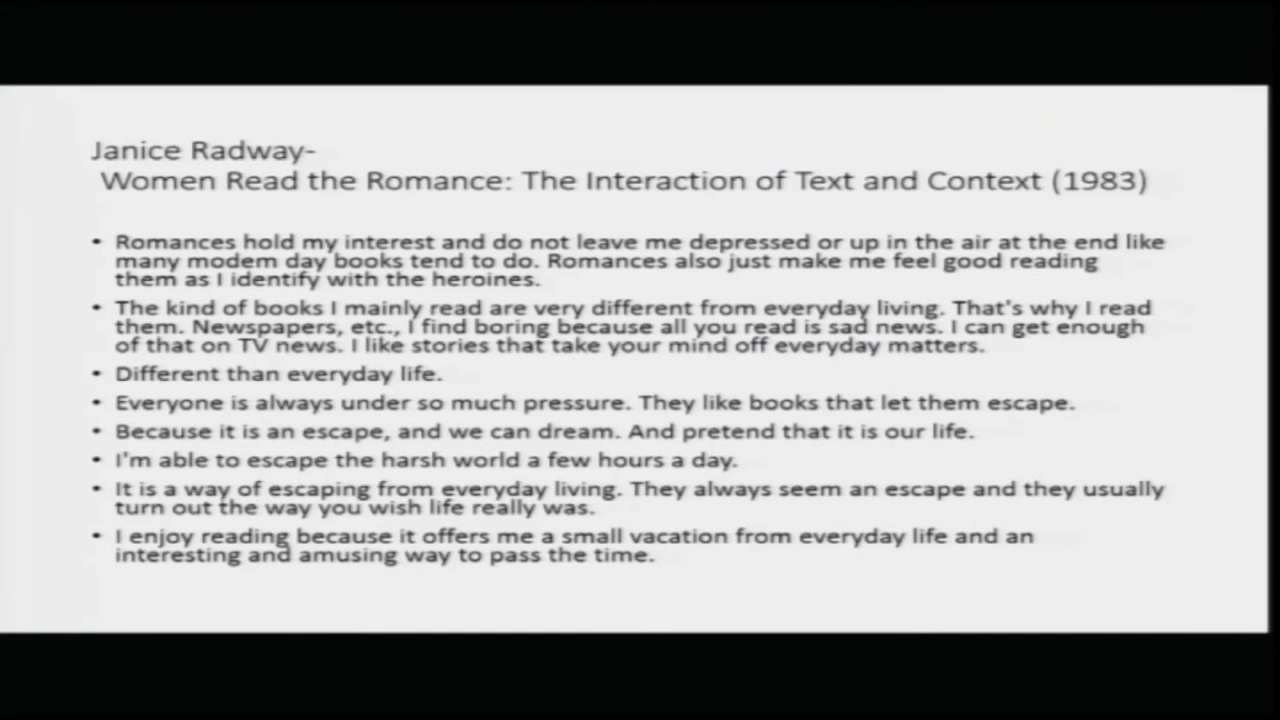 Janice Radway-
Women Read the Romance: The Interaction of Text and Context (1983)
• Romances hold my interest and do not leave me depressed or up in the air at the end like
many modem day books tend to do. Romances also just make me feel good reading
them as I identify with the heroines.
• The kind of books I mainly read are very different from everyday living. That's why I read
them. Newspapers, etc., I find boring because all you read is sad news. I can get enough
of that on TV news. I like stories that take your mind off everyday matters.
• Different than everyday life.
• Everyone is always under so much pressure. They like books that let them escape.
• Because it is an escape, and we can dream. And pretend that it is our life.
• I'm able to escape the harsh world a few hours a day.
• It is a way of escaping from everyday living. They always seem an escape and they usually
turn out the way you wish life really was.
• I enjoy reading because it offers me a small vacation from everyday life and an
interesting and amusing way to pass the time.